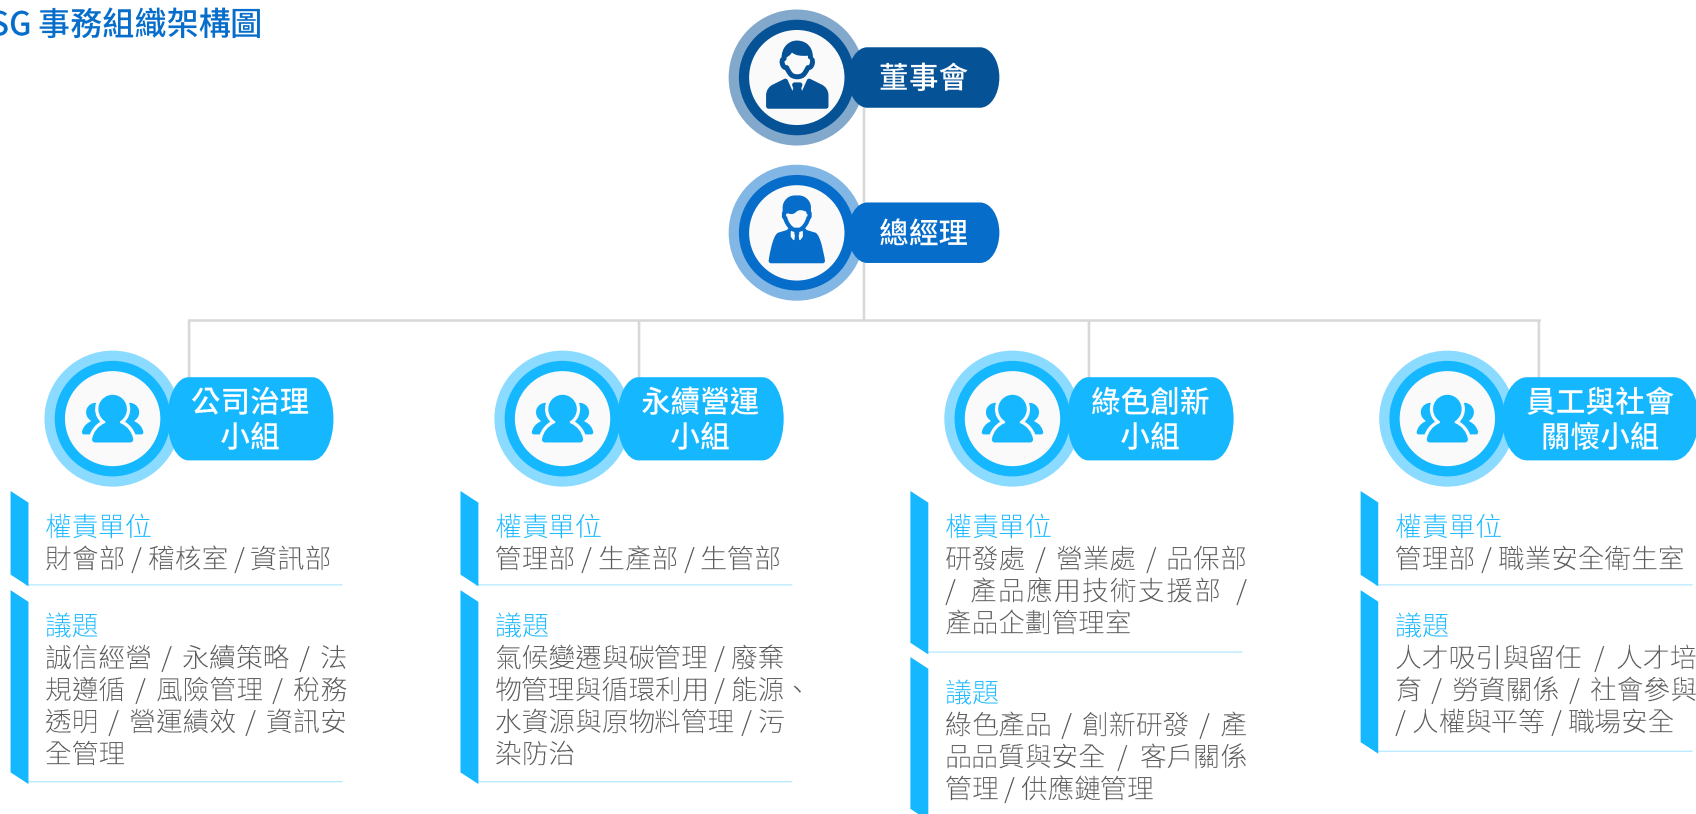 SG 事務組織架構圖
董事會
總經理
公司治理
小組
權責單位
財會部 / 稽核室 / 資訊部
議題
誠信經營 / 永續策略 / 法
規遵循 / 風險管理 / 稅務
透明 / 營運績效 / 資訊安
全管理
永續營運
小組
權責單位
管理部 / 生產部 / 生管部
議題
氣候變遷與碳管理 / 廢棄
物管理與循環利用 / 能源、
水資源與原物料管理 / 污
染防治
綠色創新
小組
權責單位
研發處 / 營業處 / 品保部
/ 產品應用技術支援部 /
產品企劃管理室
議題
綠色產品 / 創新研發 / 產
品品質與安全 / 客戶關係
管理 / 供應鏈管理
員工與社會
關懷小組
權責單位
管理部 / 職業安全衛生室
議題
人才吸引與留任 / 人才培
育 / 勞資關係 / 社會參與
/ 人權與平等 / 職場安全